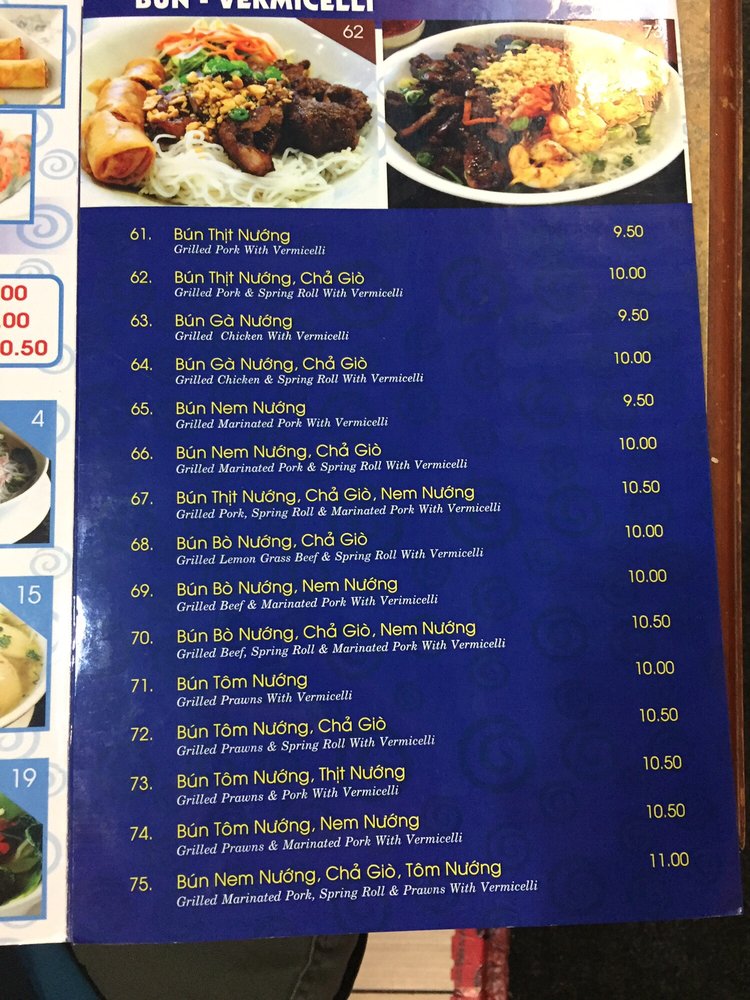 BÚN - VERMICELLI
62
73
61. Bún Thịt Nướng 9.50
Grilled Pork With Vermicelli
62. Bún Thịt Nướng, Chả Giò 10.00
Grilled Pork & Spring Roll With Vermicelli
63. Bún Gà Nướng 9.50
Grilled Chicken With Vermicelli
64. Bún Gà Nướng, Chả Giò 10.00
Grilled Chicken & Spring Roll With Vermicelli
65. Bún Nem Nướng 9.50
Grilled Marinated Pork With Vermicelli
66. Bún Nem Nướng, Chả Giò 10.00
Grilled Marinated Pork & Spring Roll With Vermicelli
67. Bún Thịt Nướng, Chả Giò, Nem Nướng 10.50
Grilled Pork, Spring Roll & Marinated Pork With Vermicelli
68. Bún Bò Nướng, Chả Giò 10.00
Grilled Lemon Grass Beef & Spring Roll With Vermicelli
69. Bún Bò Nướng, Nem Nướng 10.00
Grilled Beef & Marinated Pork With Verimicelli
70. Bún Bò Nướng, Chả Giò, Nem Nướng 10.50
Grilled Beef, Spring Roll & Marinated Pork With Vermicelli
71. Bún Tôm Nướng 10.00
Grilled Prawns With Vermicelli
72. Bún Tôm Nướng, Chả Giò 10.50
Grilled Prawns & Spring Roll With Vermicelli
73. Bún Tôm Nướng, Thịt Nướng 10.50
Grilled Prawns & Pork With Vermicelli
74. Bún Tôm Nướng, Nem Nướng 10.50
Grilled Prawns & Marinated Pork With Vermicelli
75. Bún Nem Nướng, Chả Giò, Tôm Nướng 11.00
Grilled Marinated Pork, Spring Roll & Prawns With Vermicelli
.00
.00
0.50
4
15
19